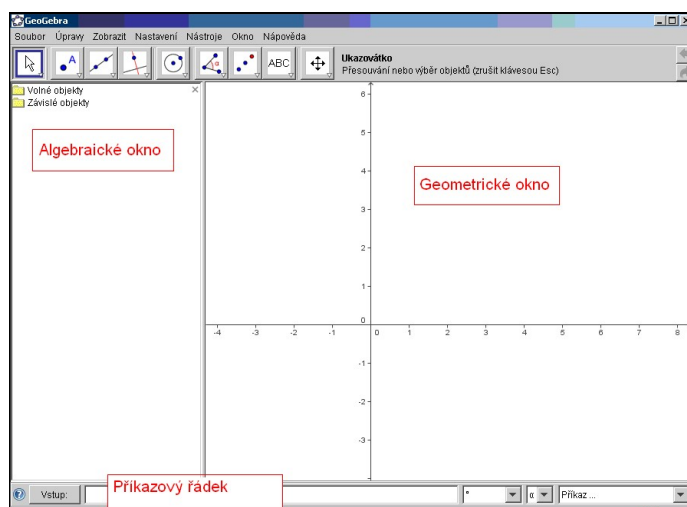 GeoGebra
Soubor Úpravy Zobrazit Nastavení Nástroje Okno Nápověda
A
α
ABC
Ukazovátko
Přesouvání nebo výběr objektů (zrušit klávesou Esc)
Volné objekty
Závislé objekty
Algebraické okno
Geometrické okno
6
5
4
3
2
1
0
-4 -3 -2 -1 0 1 2 3 4 5 6 7 8
-1
-2
-3
Příkazový řádek
Vstup: ° α Příkaz ...